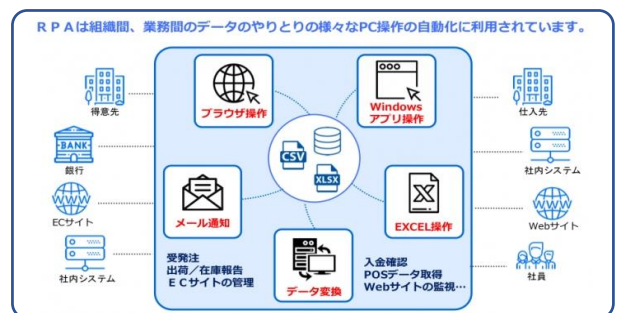 ＲＰＡは組織間、業務間のデータのやりとりの様々なPC操作の自動化に利用されています。
得意先
BANK
銀行
WWW
ECサイト
社内システム
ブラウザ操作
Windows
アプリ操作
CSV
XLSX
メール通知
EXCEL操作
データ変換
受発注
出荷／在庫報告
ＥＣサイトの管理
入金確認
POSデータ取得
Webサイトの監視…
仕入先
社内システム
WWW
Webサイト
社員